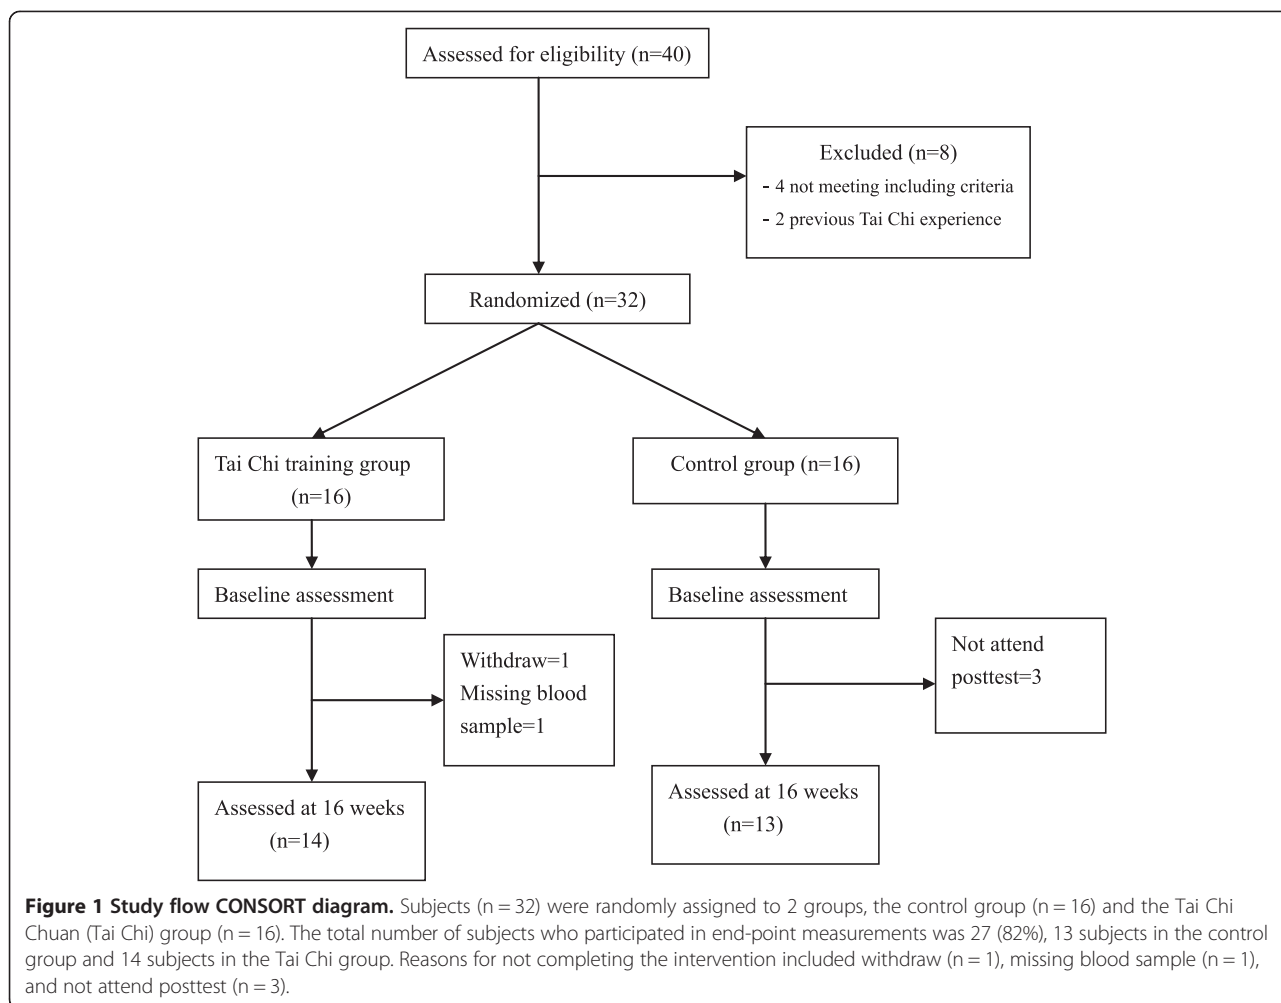 Assessed for eligibility (n=40)
Excluded (n=8)
- 4 not meeting including criteria
- 2 previous Tai Chi experience
Randomized (n=32)
Tai Chi training group
(n=16)
Control group (n=16)
Baseline assessment
Baseline assessment
Withdraw=1
Missing blood
sample=1
Not attend
posttest=3
Assessed at 16 weeks
(n=14)
Assessed at 16 weeks
(n=13)
Figure 1 Study flow CONSORT diagram. Subjects (n = 32) were randomly assigned to 2 groups, the control group (n = 16) and the Tai Chi
Chuan (Tai Chi) group (n = 16). The total number of subjects who participated in end-point measurements was 27 (82%), 13 subjects in the control
group and 14 subjects in the Tai Chi group. Reasons for not completing the intervention included withdraw (n = 1), missing blood sample (n = 1),
and not attend posttest (n = 3).